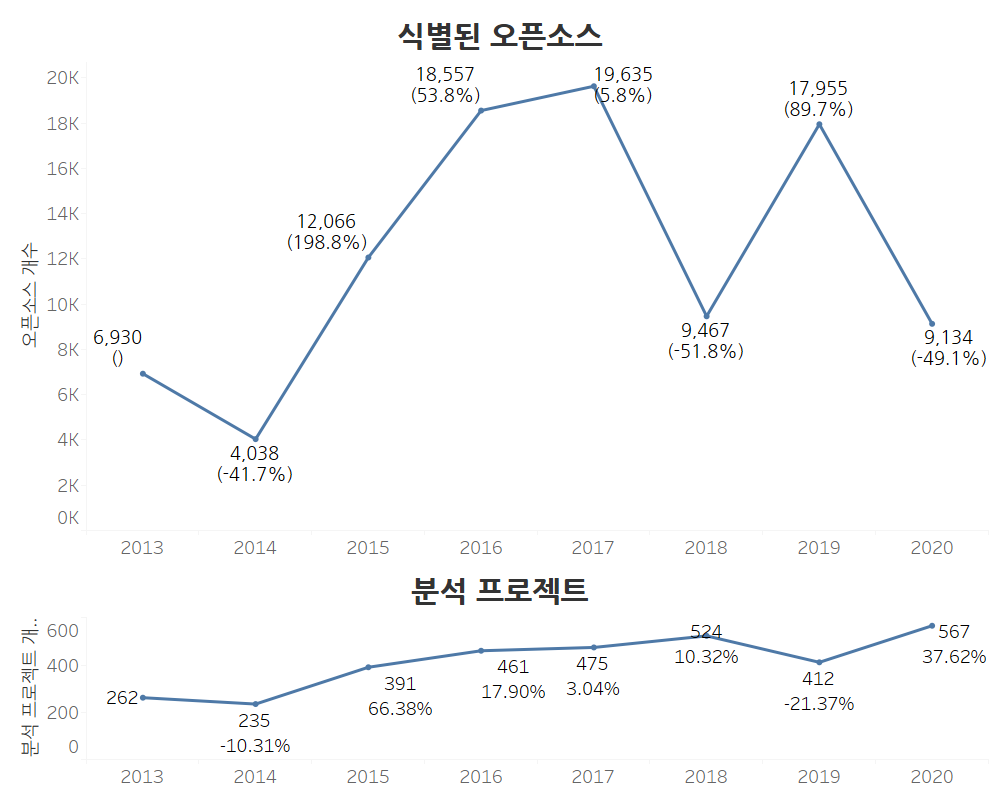 식별된 오픈소스
오픈소스 개수
20K
18K
16K
14K
12K
10K
8K
6K
4K
2K
0K
6,930
()
4,038
(-41.7%)
12,066
(198.8%)
18,557
(53.8%)
19,635
(5.8%)
9,467
(-51.8%)
17,955
(89.7%)
9,134
(-49.1%)
2013 2014 2015 2016 2017 2018 2019 2020
분석 프로젝트
분석 프로젝트 개..
600
400
200
0
262
235
-10.31%
391
66.38%
461
17.90%
475
3.04%
524
10.32%
412
-21.37%
567
37.62%
2013 2014 2015 2016 2017 2018 2019 2020